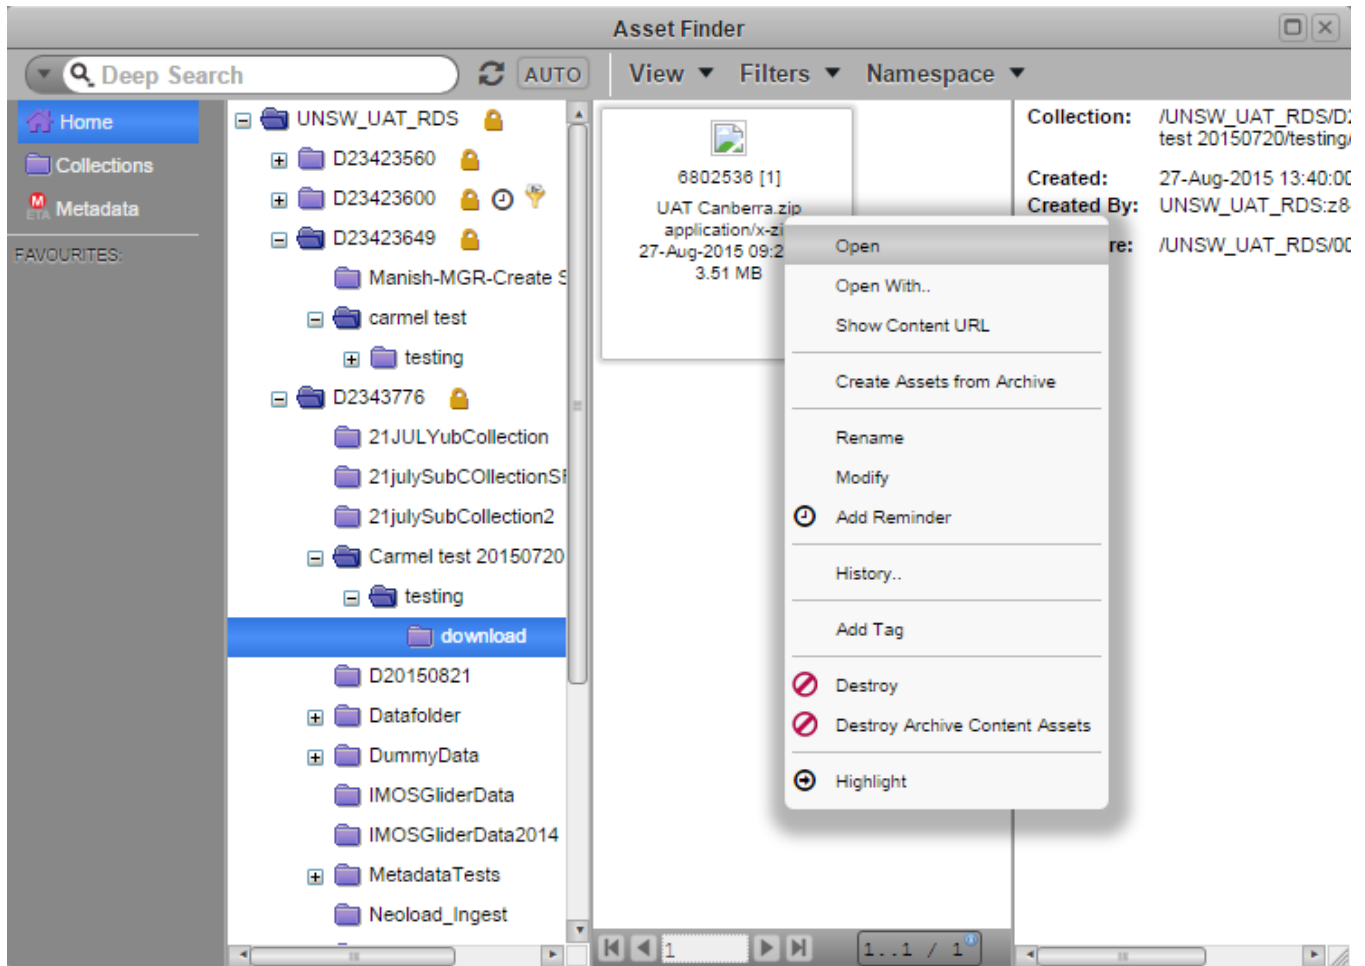 Asset Finder
Deep Search
AUTO
View
Filters
Namespace
Home
Collections
Metadata
FAVOURITES:
UNSW_UAT_RDS
D23423560
D23423600
D23423649
Manish-MGR-Create S
carmel test
testing
D2343776
21JULYubCollection
21julySubCOllectionSF
21julySubCollection2
Carmel test 20150720
testing
download
D20150821
Datafolder
DummyData
IMOSGliderData
IMOSGliderData2014
MetadataTests
Neoload_Ingest
6802536 [1]
UAT Canberra.zip
application/x-zi
27-Aug-2015 09:2
3.51 MB
1
1..1 / 1
Open
Open With..
Show Content URL
Create Assets from Archive
Rename
Modify
Add Reminder
History..
Add Tag
Destroy
Destroy Archive Content Assets
Highlight
Collection: /UNSW_UAT_RDS/D2
test 20150720/testing/
Created: 27-Aug-2015 13:40:00
Created By: UNSW_UAT_RDS:z8
re: /UNSW_UAT_RDS/00